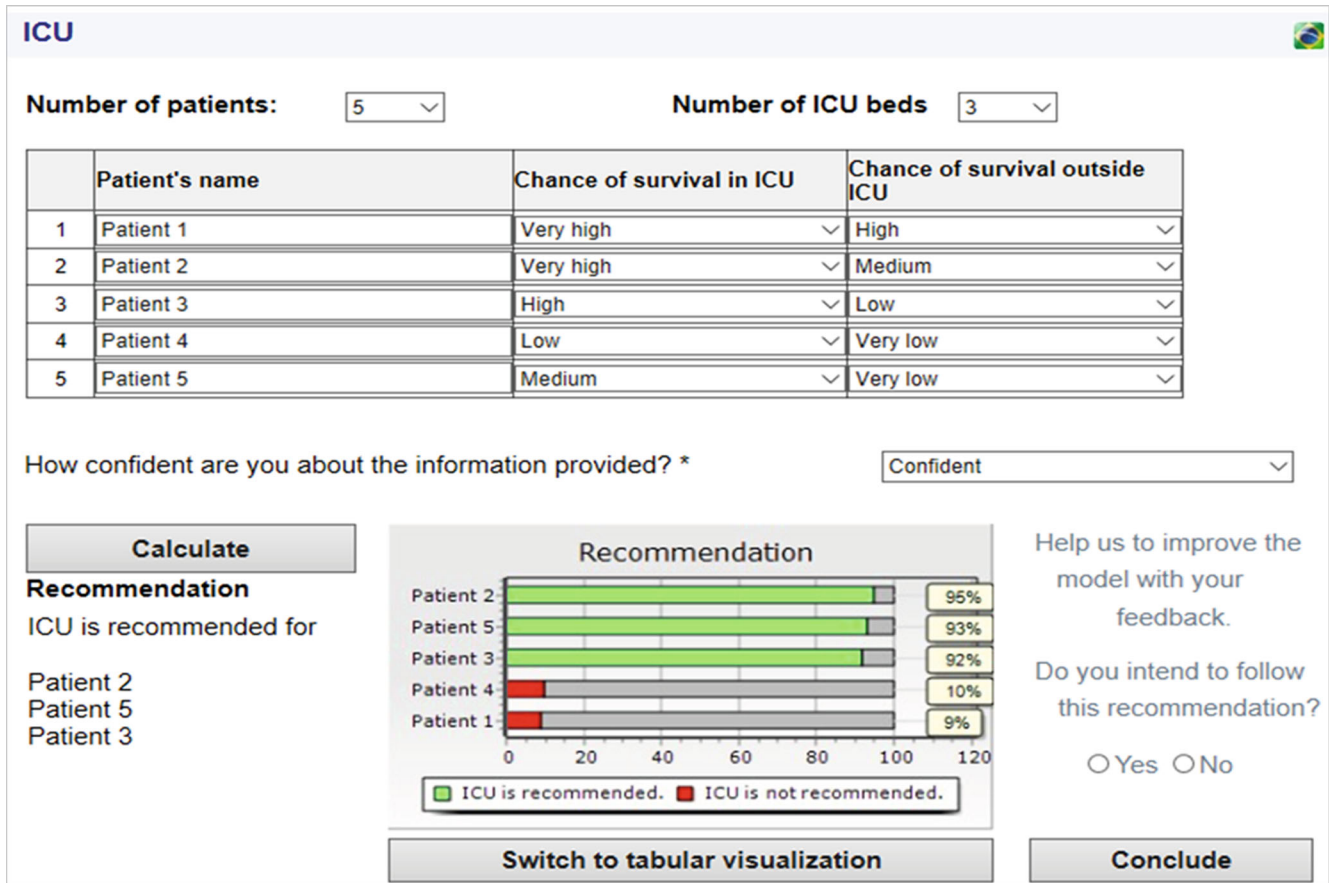 ICU
Number of patients: 5 Number of ICU beds 3
Patient's name Chance of survival in ICU Chance of survival outside
ICU
1 Patient 1 Very high High
2 Patient 2 Very high Medium
3 Patient 3 High Low
4 Patient 4 Low Very low
5 Patient 5 Medium Very low
How confident are you about the information provided? * Confident
Calculate
Recommendation
ICU is recommended for
Patient 2
Patient 5
Patient 3
Recommendation
Patient 2 95%
Patient 5 93%
Patient 3 92%
Patient 4 10%
Patient 1 9%
0 20 40 60 80 100 120
ICU is recommended. ICU is not recommended.
Switch to tabular visualization
Help us to improve the
model with your
feedback.
Do you intend to follow
this recommendation?
Yes No
Conclude